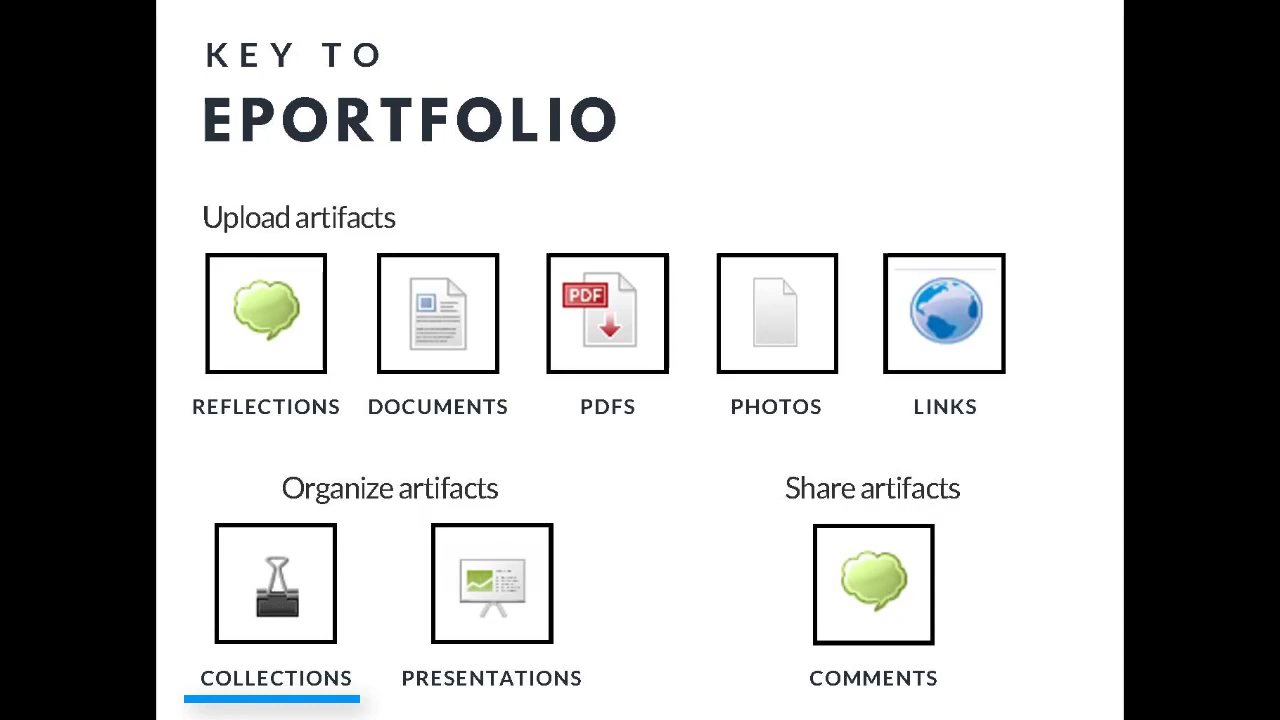 KEY TO
EPORTFOLIO
Upload artifacts
PDF
REFLECTIONS DOCUMENTS PDFS PHOTOS LINKS
Organize artifacts Share artifacts
COLLECTIONS PRESENTATIONS COMMENTS